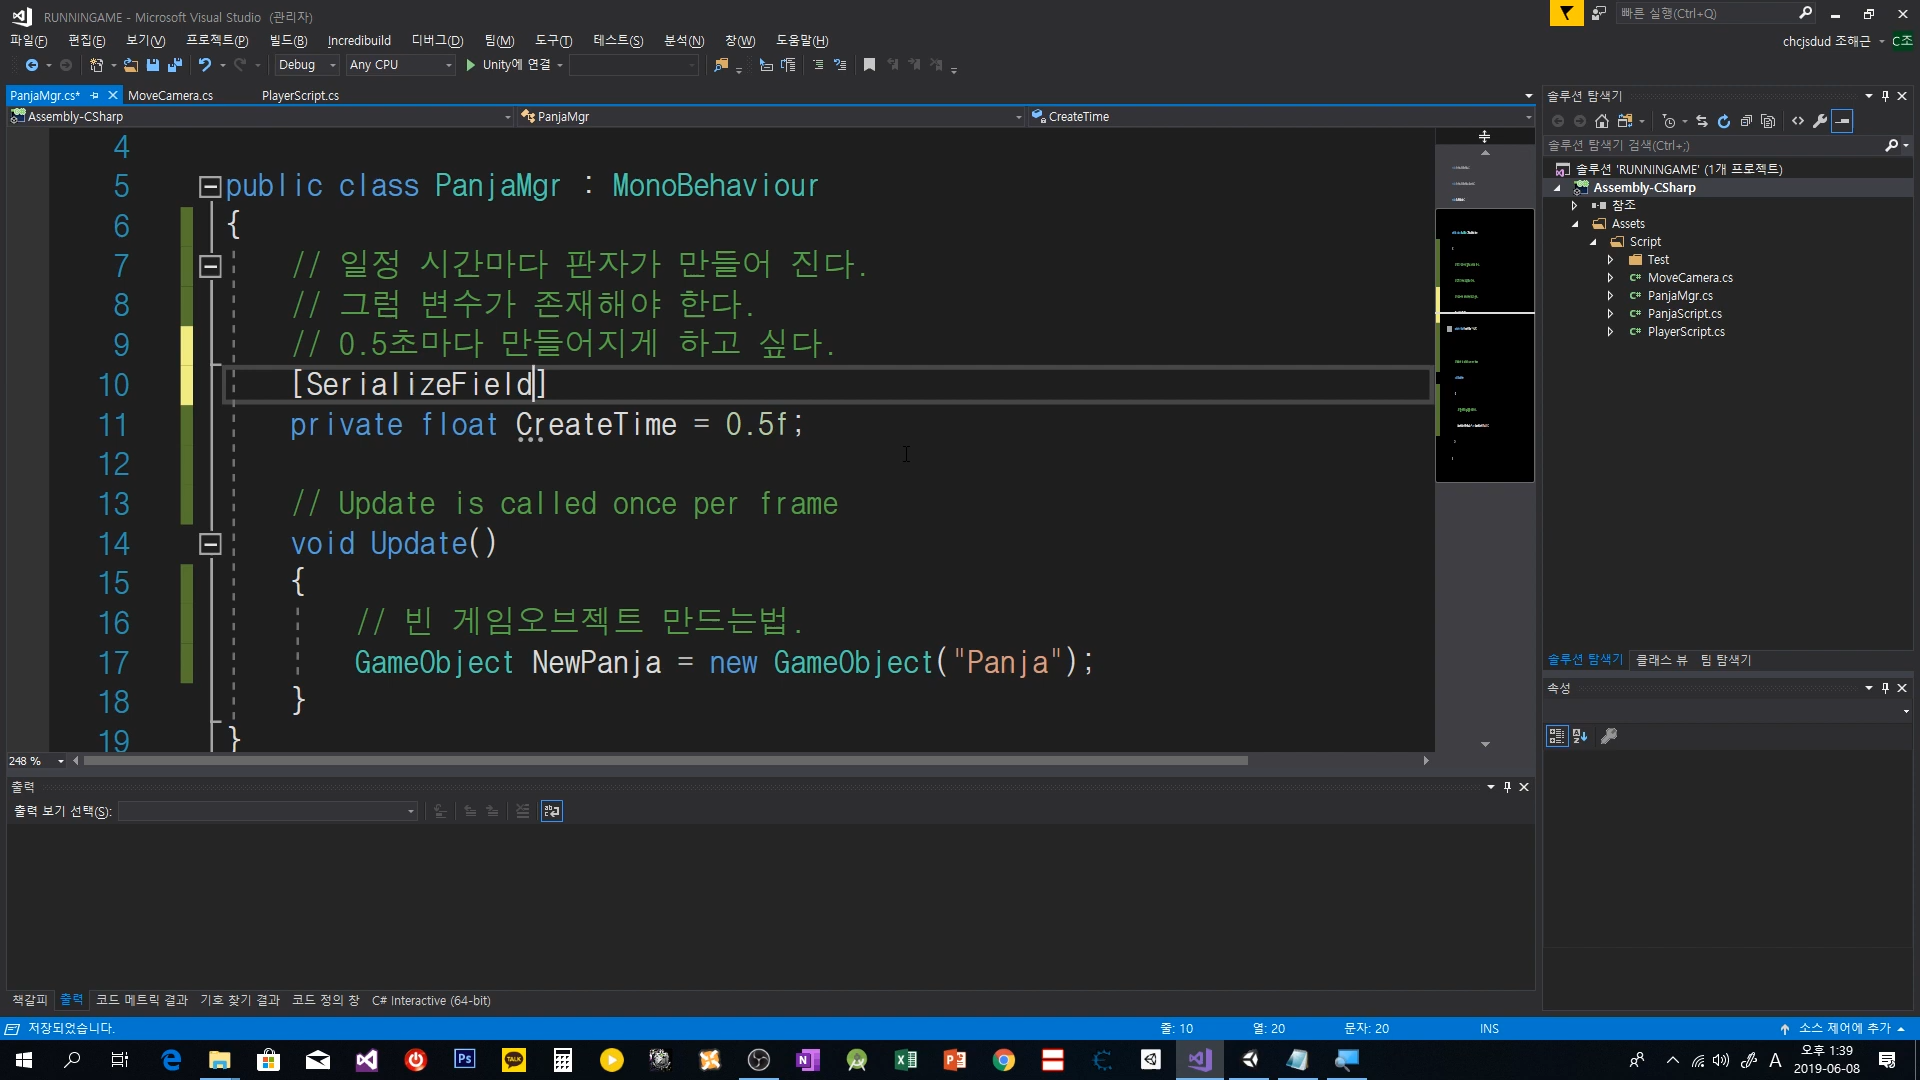 RUNNINGAME - Microsoft Visual Studio (관리자)
빠른 실행(Ctrl+Q)
파일(F) 편집(E) 보기(V) 프로젝트(P) 빌드(B) Incredibuild 디버그(D) 팀(M) 도구(T) 테스트(S) 분석(N) 창(W) 도움말(H)
chcjsdud 조해근 C조
Debug Any CPU Unity에 연결
PanjaMgr.cs* MoveCamera.cs PlayerScript.cs
Assembly-CSharp PanjaMgr CreateTime
4
5 public class PanjaMgr : MonoBehaviour
6 {
7 // 일정 시간마다 판자가 만들어 진다.
8 // 그럼 변수가 존재해야 한다.
9 // 0.5초마다 만들어지게 하고 싶다.
10 [SerializeField]
11 private float CreateTime = 0.5f;
12
13 // Update is called once per frame
14 void Update()
15 {
16 // 빈 게임오브젝트 만드는법.
17 GameObject NewPanja = new GameObject("Panja");
18 }
19 }
248 %
솔루션 탐색기
솔루션 탐색기 검색(Ctrl+;)
솔루션 'RUNNINGAME' (1개 프로젝트)
Assembly-CSharp
참조
Assets
Script
Test
MoveCamera.cs
PanjaMgr.cs
PanjaScript.cs
PlayerScript.cs
솔루션 탐색기 클래스 뷰 팀 탐색기
속성
출력
출력 보기 선택(S):
책갈피 출력 코드 메트릭 결과 기호 찾기 결과 코드 정의 창 C# Interactive (64-bit)
저장되었습니다. 줄: 10 열: 20 문자: 20 INS 소스 제어에 추가
A 오후 1:39
2019-06-08